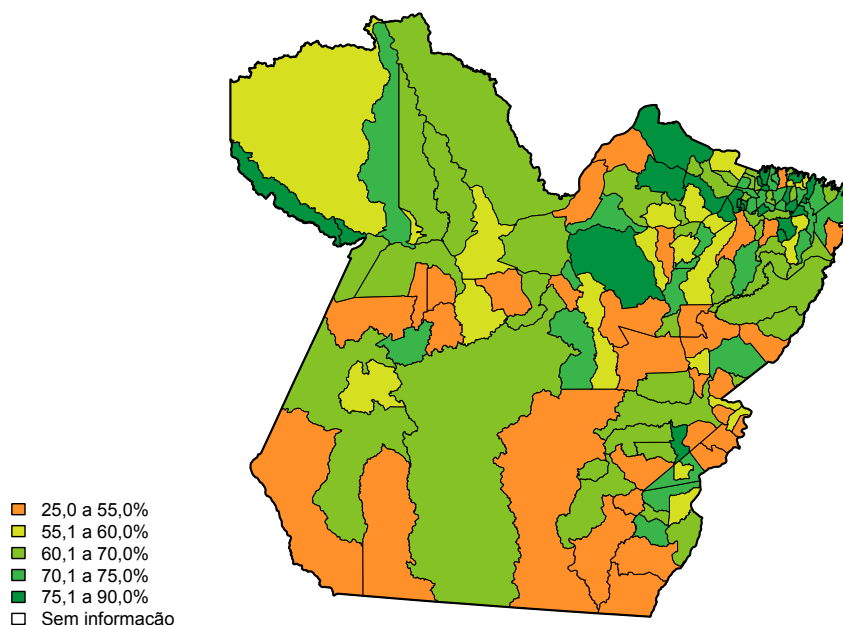 25,0 a 55,0%
55,1 a 60,0%
60,1 a 70,0%
70,1 a 75,0%
75,1 a 90,0%
Sem informação